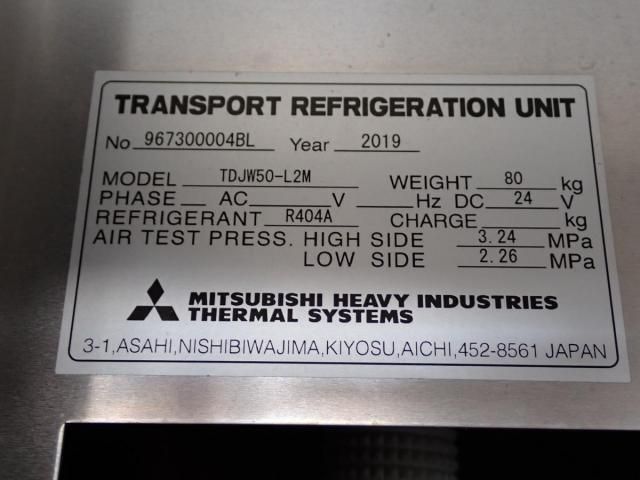 TRANSPORT REFRIGERATION UNIT
No 967300004BL Year 2019
MODEL TDJW50-L2M WEIGHT 80 kg
PHASE AC V Hz DC 24 V
REFRIGERANT R404A CHARGE kg
AIR TEST PRESS. HIGH SIDE 3.24 MPa
LOW SIDE 2.26 MPa
MITSUBISHI HEAVY INDUSTRIES
THERMAL SYSTEMS
3-1,ASAHI,NISHIBIWAJIMA,KIYOSU,AICHI,452-8561 JAPAN